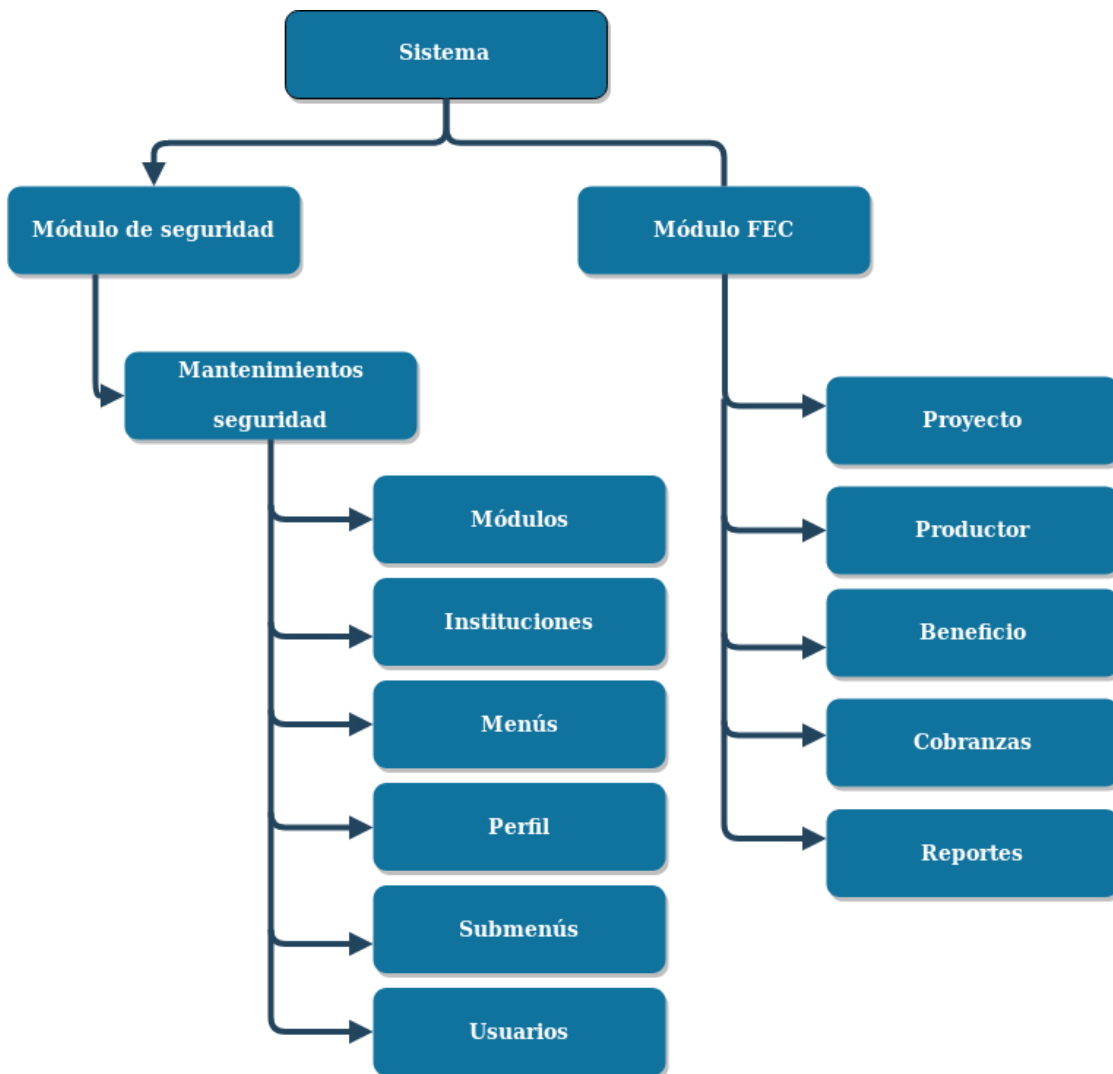 Sistema
Módulo de seguridad
Módulo FEC
Mantenimientos
seguridad
Módulos
Instituciones
Menús
Perfil
Submenús
Usuarios
Proyecto
Productor
Beneficio
Cobranzas
Reportes